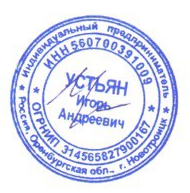 Индивидуальный предприниматель
ИНН 560700391009
УСТЬЯН
Игорь
Андреевич
* ОГРНИП 314565827900167 *
* Россия, Оренбургская обл., г. Новотроицк *